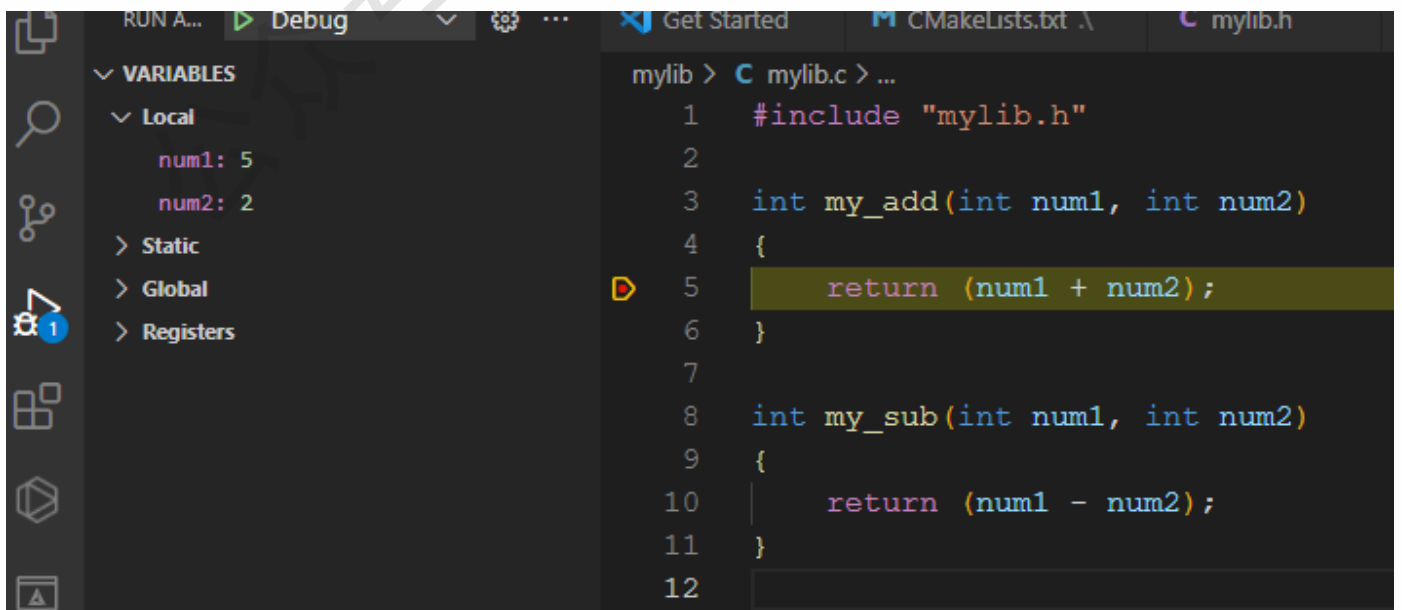 RUN A... Debug ...
VARIABLES
Local
num1: 5
num2: 2
Static
Global
Registers
1
Get Started M CMakeLists.txt .\ C mylib.h
mylib > C mylib.c > ...
1 #include "mylib.h"
2
3 int my_add(int num1, int num2)
4 {
5 return (num1 + num2);
6 }
7
8 int my_sub(int num1, int num2)
9 {
10 return (num1 - num2);
11 }
12